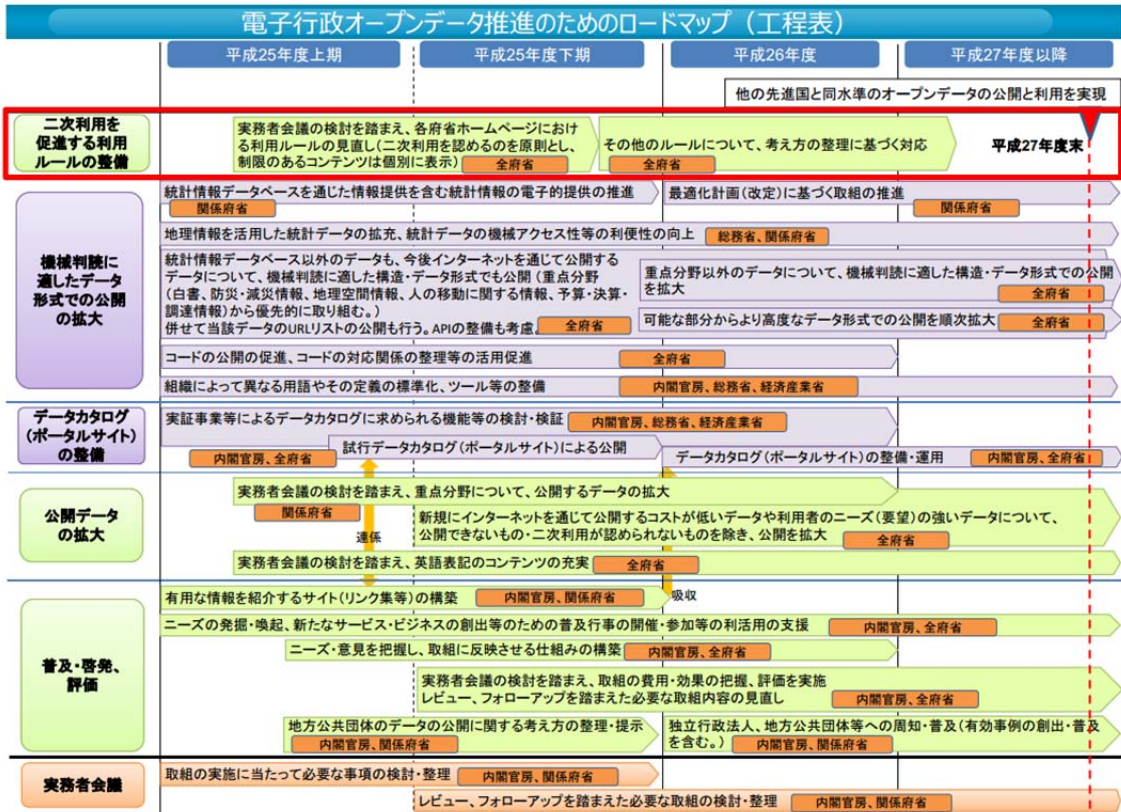 電子行政オープンデータ推進のためのロードマップ（工程表）
平成25年度上期
平成25年度下期
平成26年度
平成27年度以降
他の先進国と同水準のオープンデータの公開と利用を実現
二次利用を
促進する利用
ルールの整備
実務者会議の検討を踏まえ、各府省ホームページにおける
利用ルールの見直し（二次利用を認めるのを原則とし、
制限のあるコンテンツは個別に表示）
全府省
その他のルールについて、考え方の整理に基づく対応
全府省
平成27年度末
機械判読に
適したデータ
形式での公開
の拡大
統計情報データベースを通じた情報提供を含む統計情報の電子的提供の推進
関係府省
最適化計画（改定）に基づく取組の推進
関係府省
地理情報を活用した統計データの拡充、統計データの機械アクセス性等の利便性の向上
総務省、関係府省
統計情報データベース以外のデータも、今後インターネットを通じて公開する
データについて、機械判読に適した構造・データ形式でも公開（重点分野
（白書、防災・減災情報、地理空間情報、人の移動に関する情報、予算・決算・
調達情報）から優先的に取り組む。）
併せて当該データのURLリストの公開も行う。APIの整備も考慮。
全府省
重点分野以外のデータについて、機械判読に適した構造・データ形式での公開
を拡大
全府省
可能な部分からより高度なデータ形式での公開を順次拡大
全府省
コードの公開の促進、コードの対応関係の整理等の活用促進
全府省
組織によって異なる用語やその定義の標準化、ツール等の整備
内閣官房、総務省、経済産業省
データカタログ
（ポータルサイト）
の整備
実証事業等によるデータカタログに求められる機能等の検討・検証
内閣官房、総務省、経済産業省
試行データカタログ（ポータルサイト）による公開
内閣官房、全府省
データカタログ（ポータルサイト）の整備・運用
内閣官房、全府省
公開データ
の拡大
実務者会議の検討を踏まえ、重点分野について、公開するデータの拡大
関係府省
新規にインターネットを通じて公開するコストが低いデータや利用者のニーズ（要望）の強いデータについて、
公開できないもの・二次利用が認められないものを除き、公開を拡大
全府省
連係
実務者会議の検討を踏まえ、英語表記のコンテンツの充実
全府省
普及・啓発、
評価
有用な情報を紹介するサイト（リンク集等）の構築
内閣官房、関係府省
吸収
ニーズの発掘・喚起、新たなサービス・ビジネスの創出等のための普及行事の開催・参加等の利活用の支援
内閣官房、全府省
ニーズ・意見を把握し、取組に反映させる仕組みの構築
内閣官房、全府省
実務者会議の検討を踏まえ、取組の費用・効果の把握、評価を実施
レビュー、フォローアップを踏まえた必要な取組内容の見直し
内閣官房、全府省
地方公共団体のデータの公開に関する考え方の整理・提示
内閣官房、関係府省
独立行政法人、地方公共団体等への周知・普及（有効事例の創出・普及
を含む。）
内閣官房、関係府省
実務者会議
取組の実施に当たって必要な事項の検討・整理
内閣官房、関係府省
レビュー、フォローアップを踏まえた必要な取組の検討・整理
内閣官房、関係府省